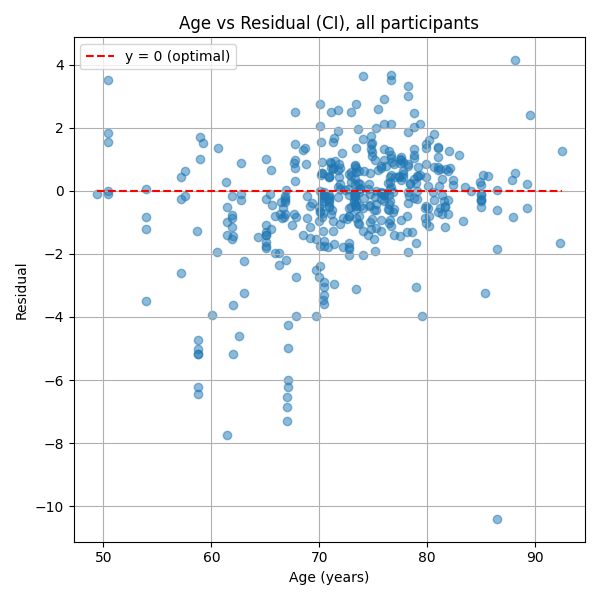 Age vs Residual (CI), all participants
y = 0 (optimal)
4
2
0
−2
−4
−6
−8
−10
Residual
50 60 70 80 90
Age (years)